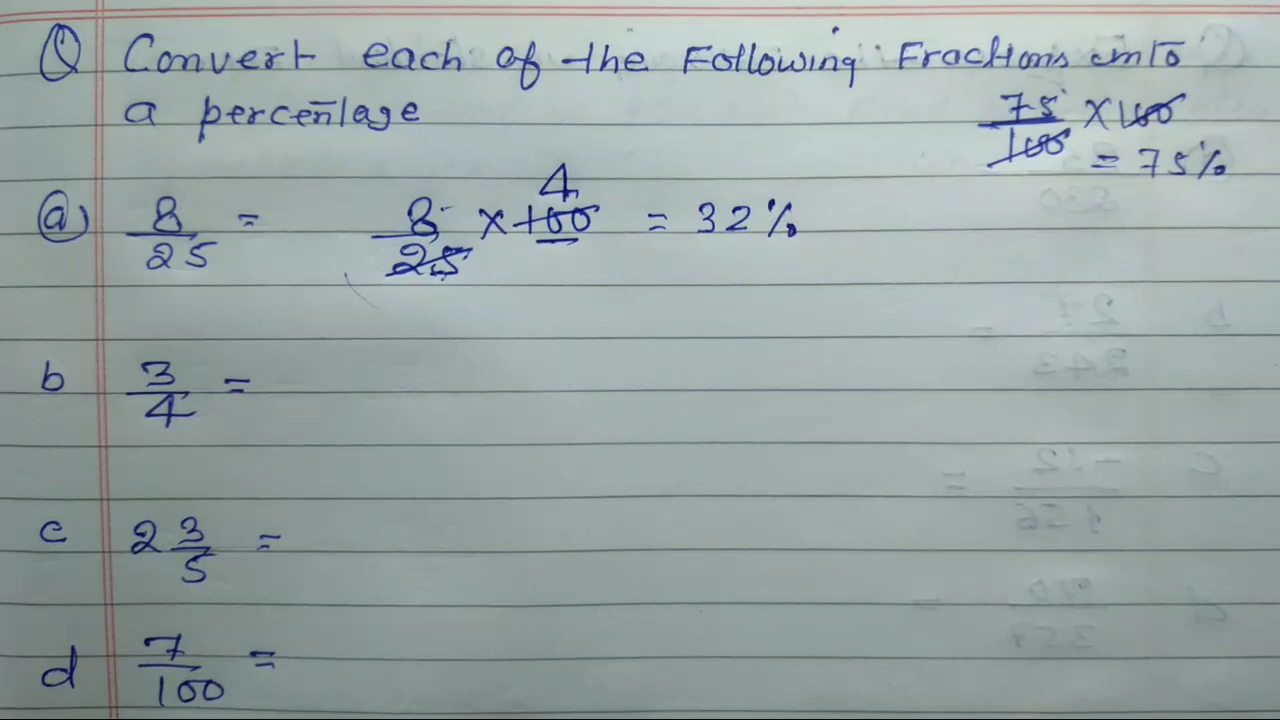 Q Convert each of the Following Fractions into
a percentage
75/100 × 100
= 75%
a) 8/25 = 8/25 × 100 4 = 32%
b 3/4 =
c 2 3/5 =
d 7/100 =